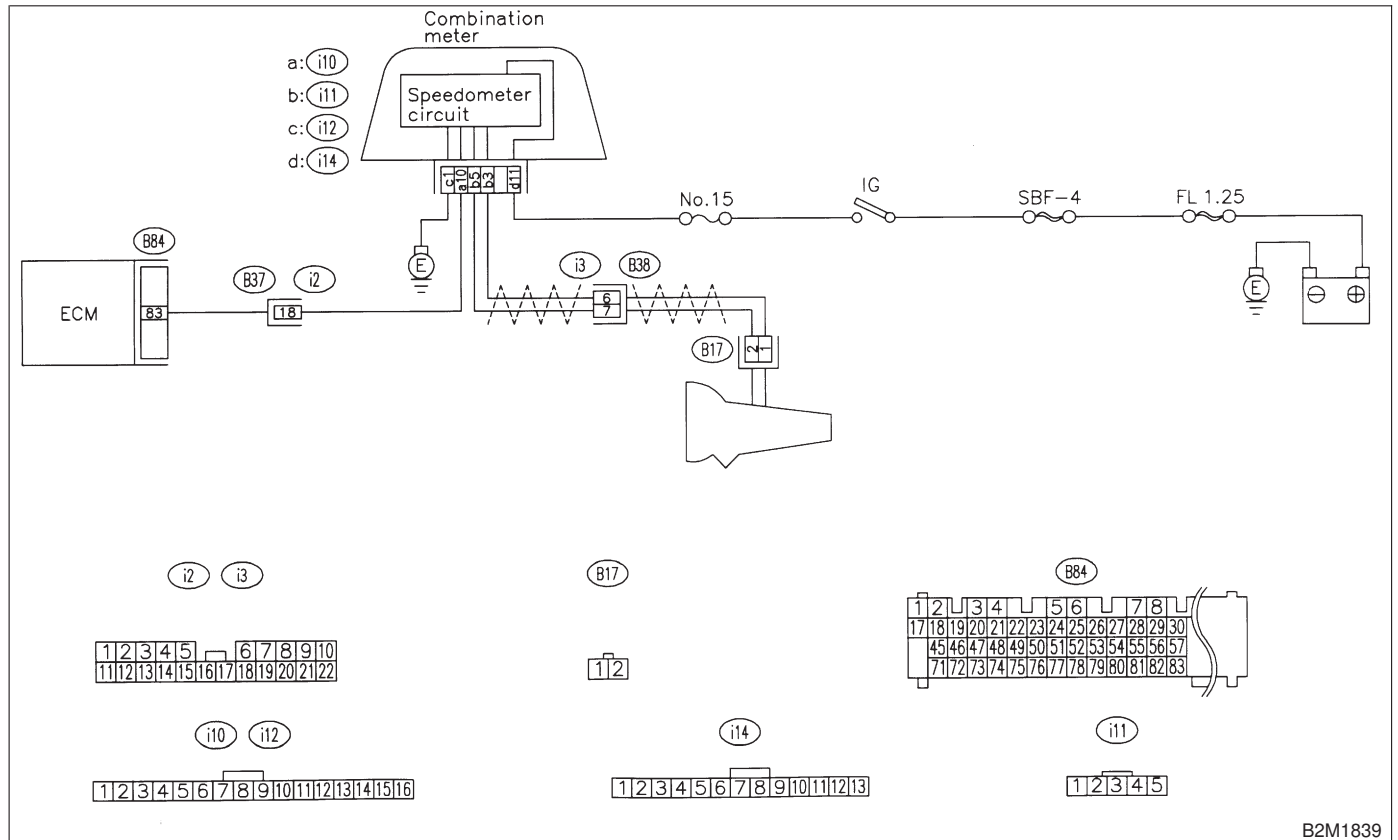 Combination
meter
a: i10
b: i11
c: i12
d: i14
Speedometer
circuit
c1 a10 b5 b3 d11
No.15
IG
SBF-4
FL 1.25
E
E
B84
ECM
83
B37 i2
18
i3 B38
6
7
B17
2 1
i2 i3
1 2 3 4 5 6 7 8 9 10
11 12 13 14 15 16 17 18 19 20 21 22
B17
1 2
B84
1 2 3 4 5 6 7 8
17 18 19 20 21 22 23 24 25 26 27 28 29 30
45 46 47 48 49 50 51 52 53 54 55 56 57
71 72 73 74 75 76 77 78 79 80 81 82 83
i10 i12
1 2 3 4 5 6 7 8 9 10 11 12 13 14 15 16
i14
1 2 3 4 5 6 7 8 9 10 11 12 13
i11
1 2 3 4 5
B2M1839